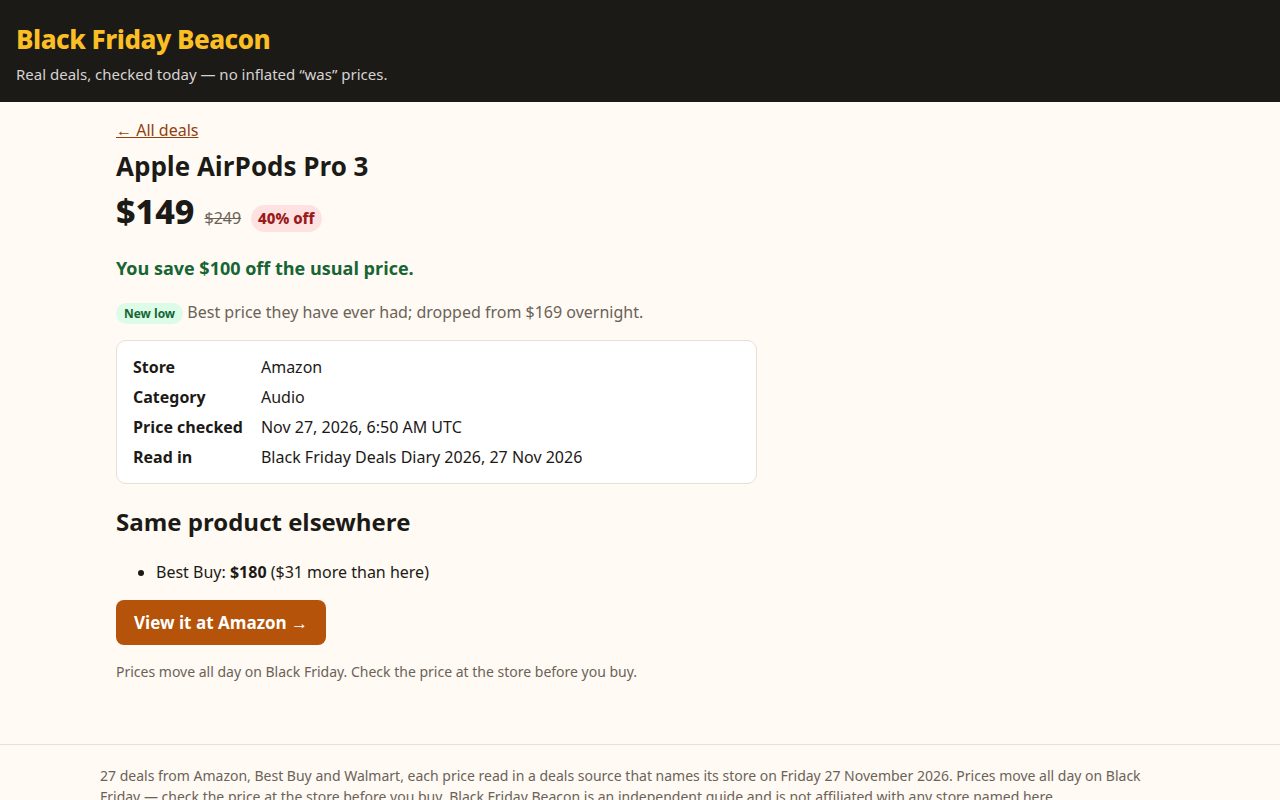 Black Friday Beacon
Real deals, checked today — no inflated “was” prices.
← All deals
Apple AirPods Pro 3
$149 $249 40% off
You save $100 off the usual price.
New low Best price they have ever had; dropped from $169 overnight.
Store Amazon
Category Audio
Price checked Nov 27, 2026, 6:50 AM UTC
Read in Black Friday Deals Diary 2026, 27 Nov 2026
Same product elsewhere
• Best Buy: $180 ($31 more than here)
View it at Amazon →
Prices move all day on Black Friday. Check the price at the store before you buy.
27 deals from Amazon, Best Buy and Walmart, each price read in a deals source that names its store on Friday 27 November 2026. Prices move all day on Black
Friday — check the price at the store before you buy. Black Friday Beacon is an independent guide and is not affiliated with any store named here.